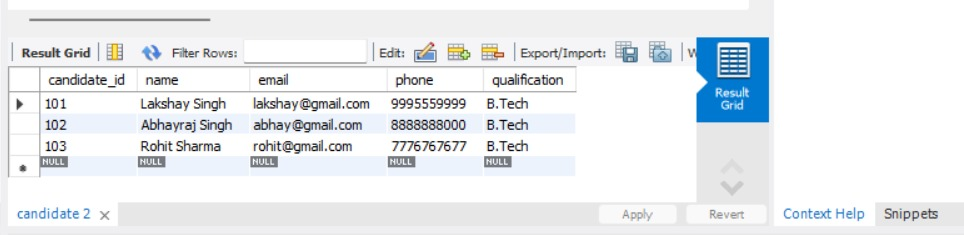 Result Grid Filter Rows: Edit: Export/Import: W
candidate_id name email phone qualification
101 Lakshay Singh lakshay@gmail.com 9995559999 B.Tech
102 Abhayraj Singh abhay@gmail.com 8888888000 B.Tech
103 Rohit Sharma rohit@gmail.com 7776767677 B.Tech
NULL NULL NULL NULL NULL
Result
Grid
candidate 2 Apply Revert Context Help Snippets